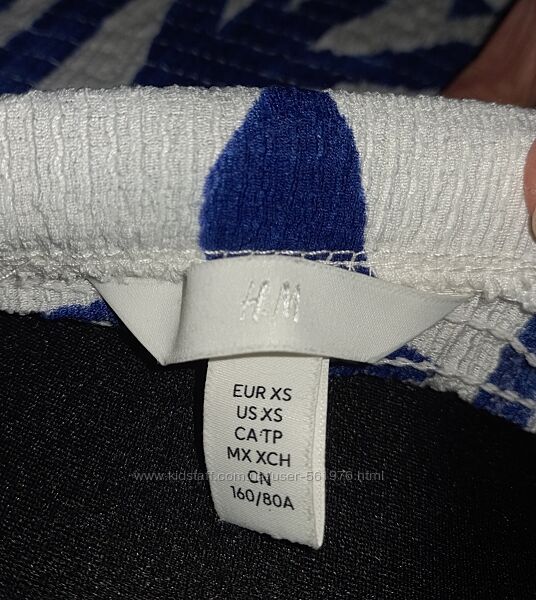 H&M
EUR XS
US XS
CA TP
MX XCH
CN
160/80A